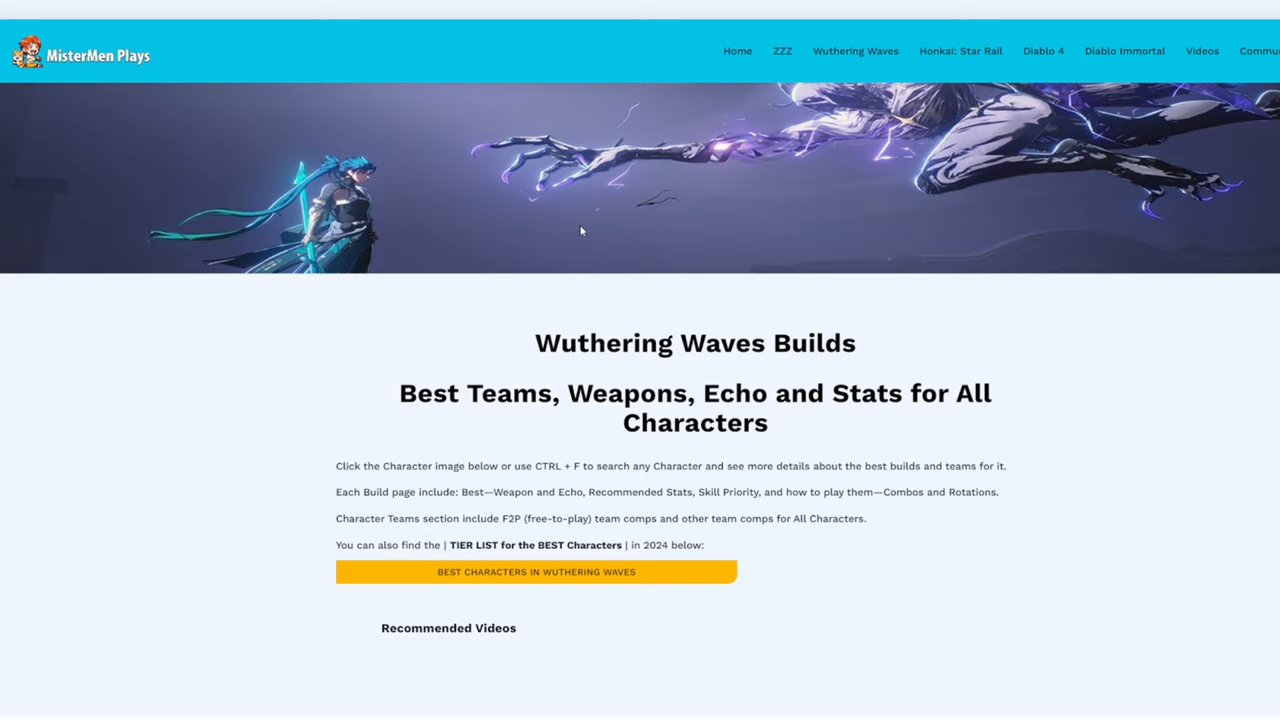 MisterMen Plays
Home ZZZ Wuthering Waves Honkai: Star Rail Diablo 4 Diablo Immortal Videos Commu
Wuthering Waves Builds
Best Teams, Weapons, Echo and Stats for All
Characters
Click the Character image below or use CTRL + F to search any Character and see more details about the best builds and teams for it.
Each Build page include: Best—Weapon and Echo, Recommended Stats, Skill Priority, and how to play them—Combos and Rotations.
Character Teams section include F2P (free-to-play) team comps and other team comps for All Characters.
You can also find the | TIER LIST for the BEST Characters | in 2024 below:
BEST CHARACTERS IN WUTHERING WAVES
Recommended Videos